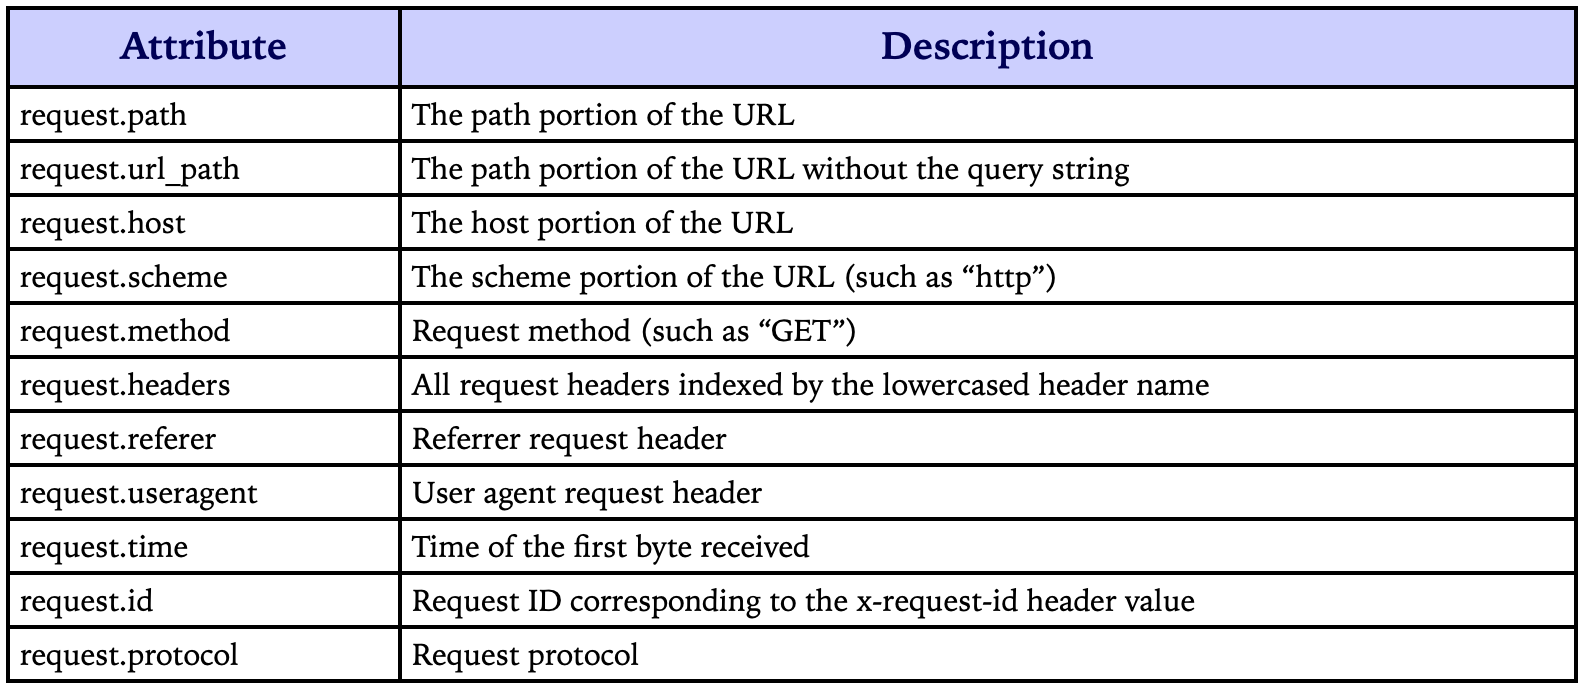 Attribute Description
request.path The path portion of the URL
request.url_path The path portion of the URL without the query string
request.host The host portion of the URL
request.scheme The scheme portion of the URL (such as “http”)
request.method Request method (such as “GET”)
request.headers All request headers indexed by the lowercased header name
request.referer Referrer request header
request.useragent User agent request header
request.time Time of the first byte received
request.id Request ID corresponding to the x-request-id header value
request.protocol Request protocol